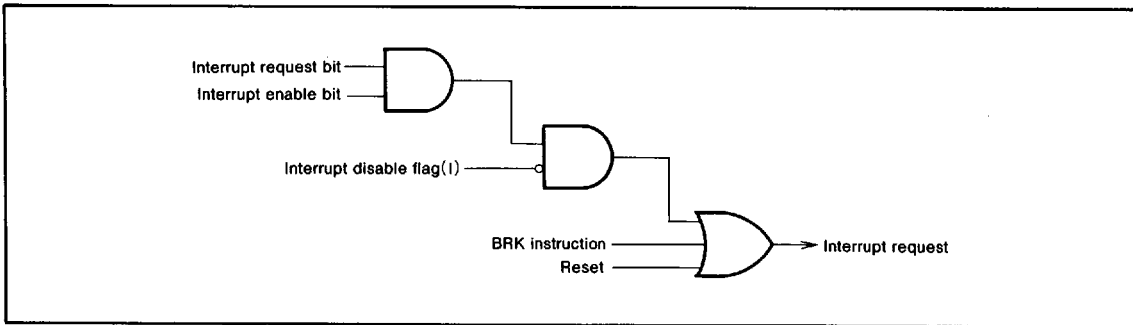 Interrupt request bit
Interrupt enable bit
Interrupt disable flag(I)
BRK instruction
Reset
Interrupt request